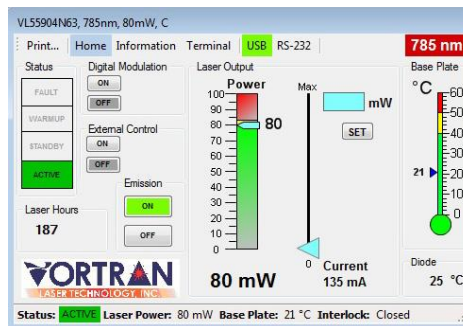 VL55904N63, 785nm, 80mW, C
Print... Home Information Terminal USB RS-232 785 nm
Status Digital Modulation Laser Output Base Plate
FAULT
WARMUP
STANDBY
ACTIVE
ON
OFF
External Control
ON
OFF
Emission
ON
OFF
Laser Hours
187
VORTRAN
LASER TECHNOLOGY, INC.
Power
100
90
80
70
60
50
40
30
20
10
0
80
80 mW
Max
0
mW
SET
Current
135 mA
°C
60
50
40
30
20
10
0
21
Diode
25 °C
Status: ACTIVE Laser Power: 80 mW Base Plate: 21 °C Interlock: Closed